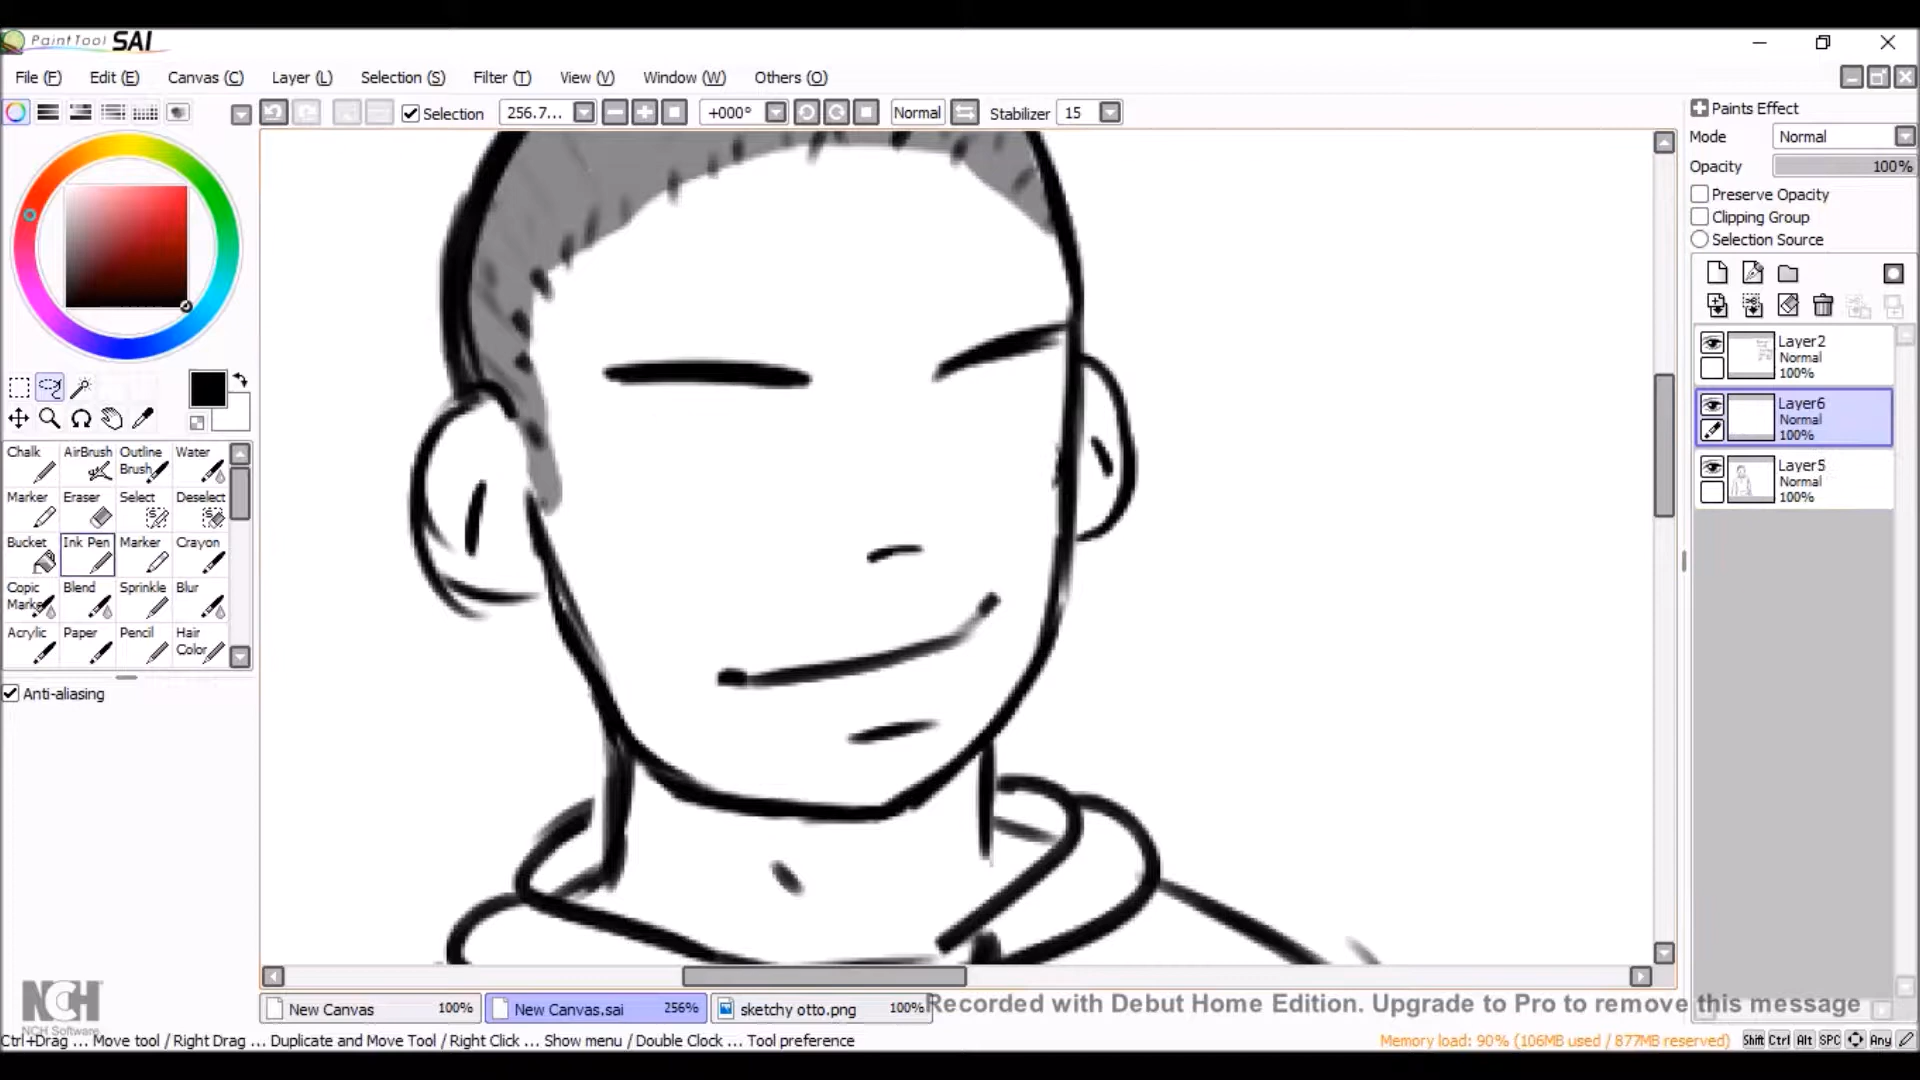 PaintTool SAI
File (F) Edit (E) Canvas (C) Layer (L) Selection (S) Filter (T) View (V) Window (W) Others (O)
Selection 256.7... +000° Normal Stabilizer 15
Paints Effect
Mode Normal
Opacity 100%
Preserve Opacity
Clipping Group
Selection Source
Layer2
Normal
100%
Layer6
Normal
100%
Layer5
Normal
100%
Chalk AirBrush Outline Brush Water
Marker Eraser Select Deselect
Bucket Ink Pen Marker Crayon
Copic Marke Blend Sprinkle Blur
Acrylic Paper Pencil Hair Color
Anti-aliasing
NCH
NCH Software
New Canvas 100% New Canvas.sai 256% sketchy otto.png 100%
Recorded with Debut Home Edition. Upgrade to Pro to remove this message
Ctrl+Drag ... Move tool / Right Drag ... Duplicate and Move Tool / Right Click ... Show menu / Double Clock ... Tool preference
Memory load: 90% (106MB used / 877MB reserved) Shift Ctrl Alt SPC Any